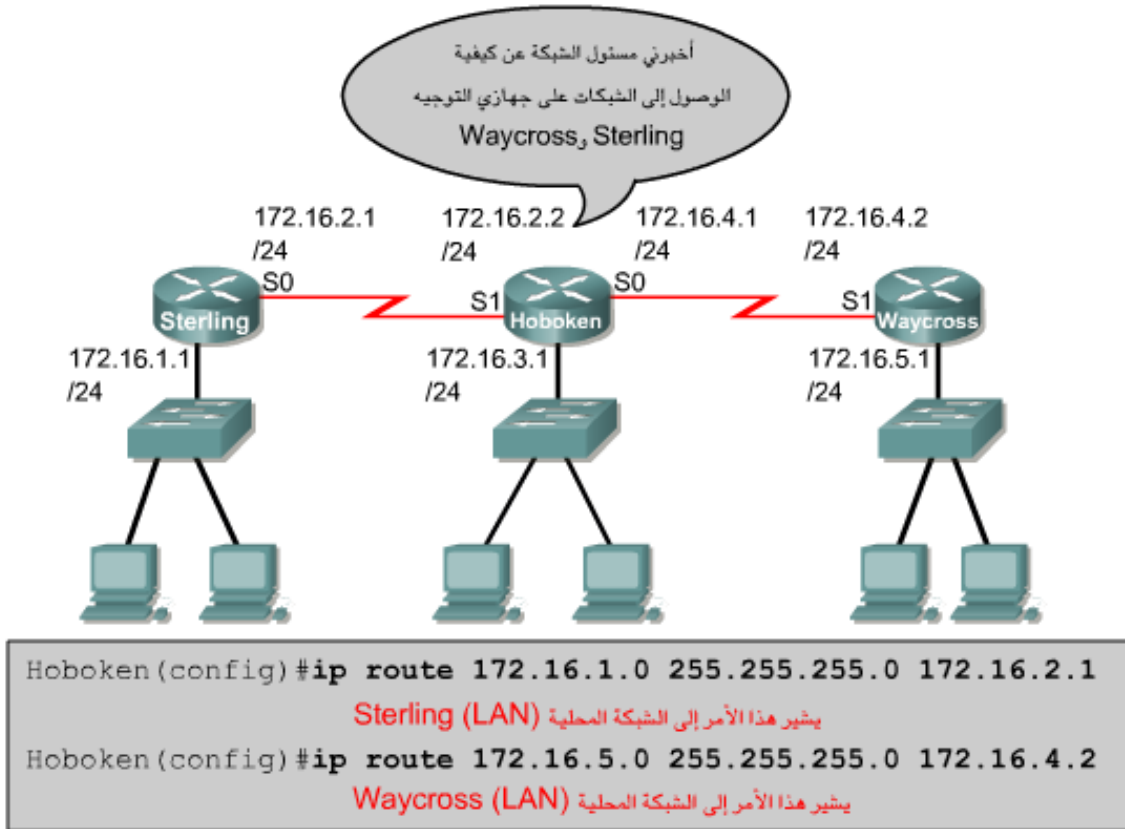 أخبرني مسئول الشبكة عن كيفية
الوصول إلى الشبكات على جهازي التوجيه
Sterling وWaycross
172.16.2.1
/24
172.16.2.2
/24
172.16.4.1
/24
172.16.4.2
/24
S0
S1
S0
S1
Sterling
Hoboken
Waycross
172.16.1.1
/24
172.16.3.1
/24
172.16.5.1
/24
Hoboken(config)#ip route 172.16.1.0 255.255.255.0 172.16.2.1
يشير هذا الأمر إلى الشبكة المحلية Sterling (LAN)
Hoboken(config)#ip route 172.16.5.0 255.255.255.0 172.16.4.2
يشير هذا الأمر إلى الشبكة المحلية Waycross (LAN)